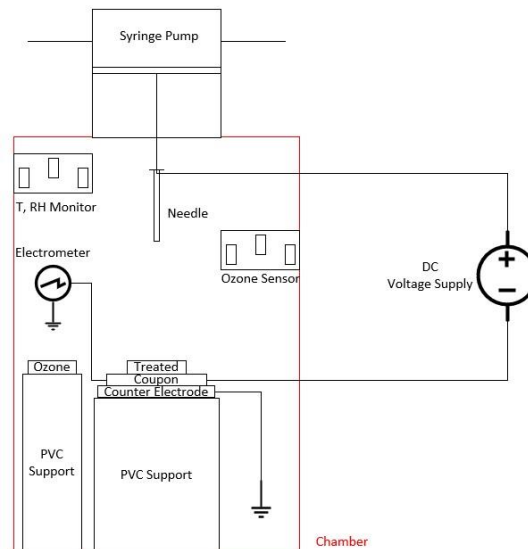 Syringe Pump
T, RH Monitor
Needle
Electrometer
Ozone Sensor
DC
Voltage Supply
Ozone
Treated
Coupon
Counter Electrode
PVC
Support
PVC Support
Chamber